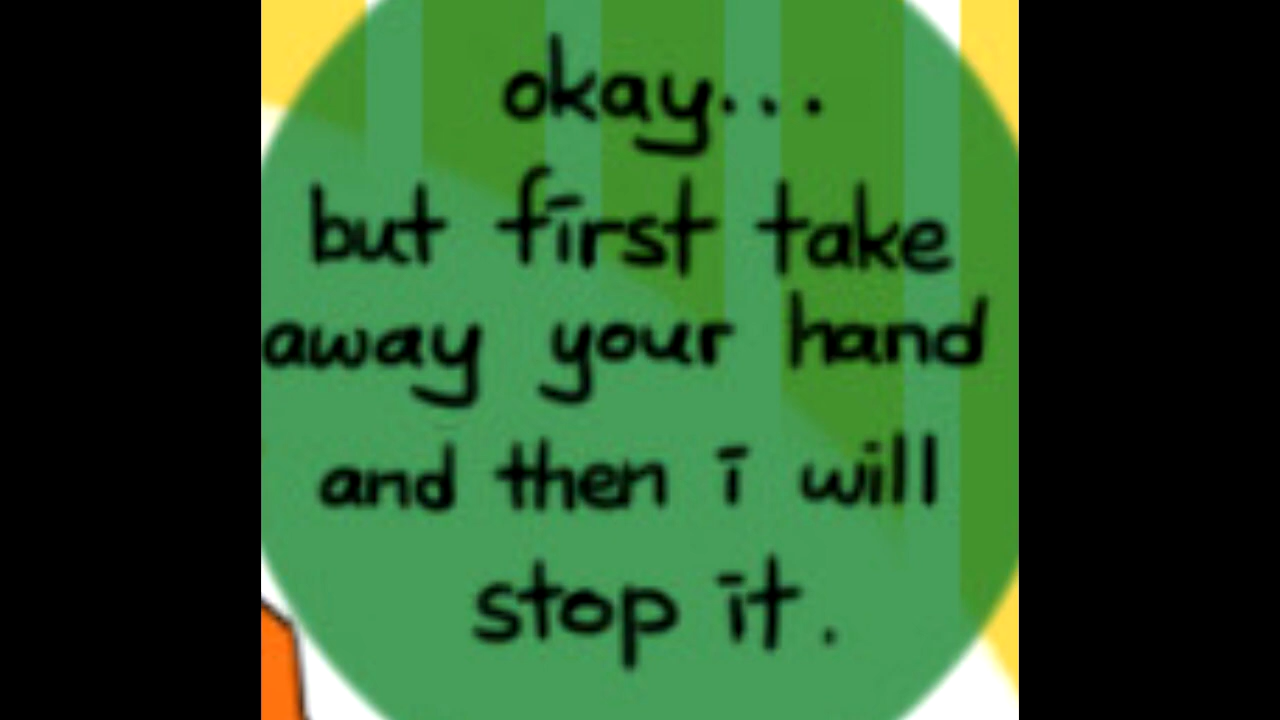 okay...
but first take
away your hand
and then i will
stop it.